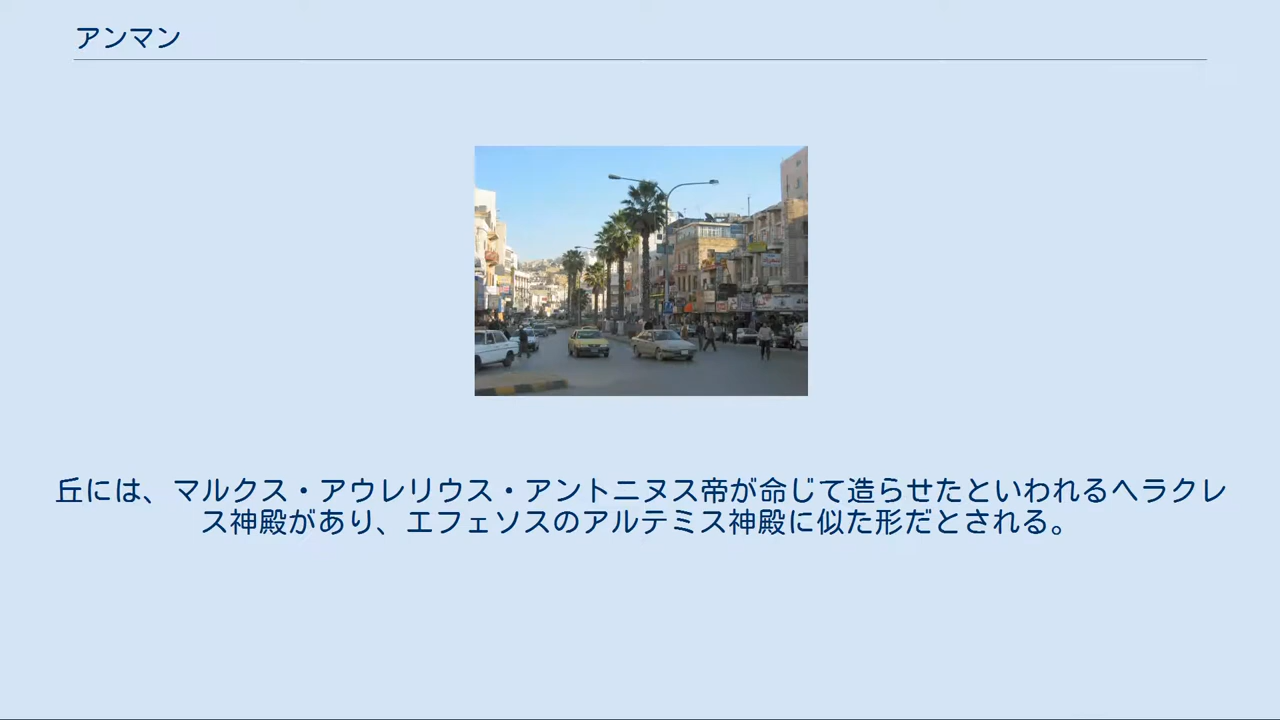 アンマン
丘には、マルクス・アウレリウス・アントニヌス帝が命じて造らせたといわれるヘラクレ
ス神殿があり、エフェソスのアルテミス神殿に似た形だとされる。